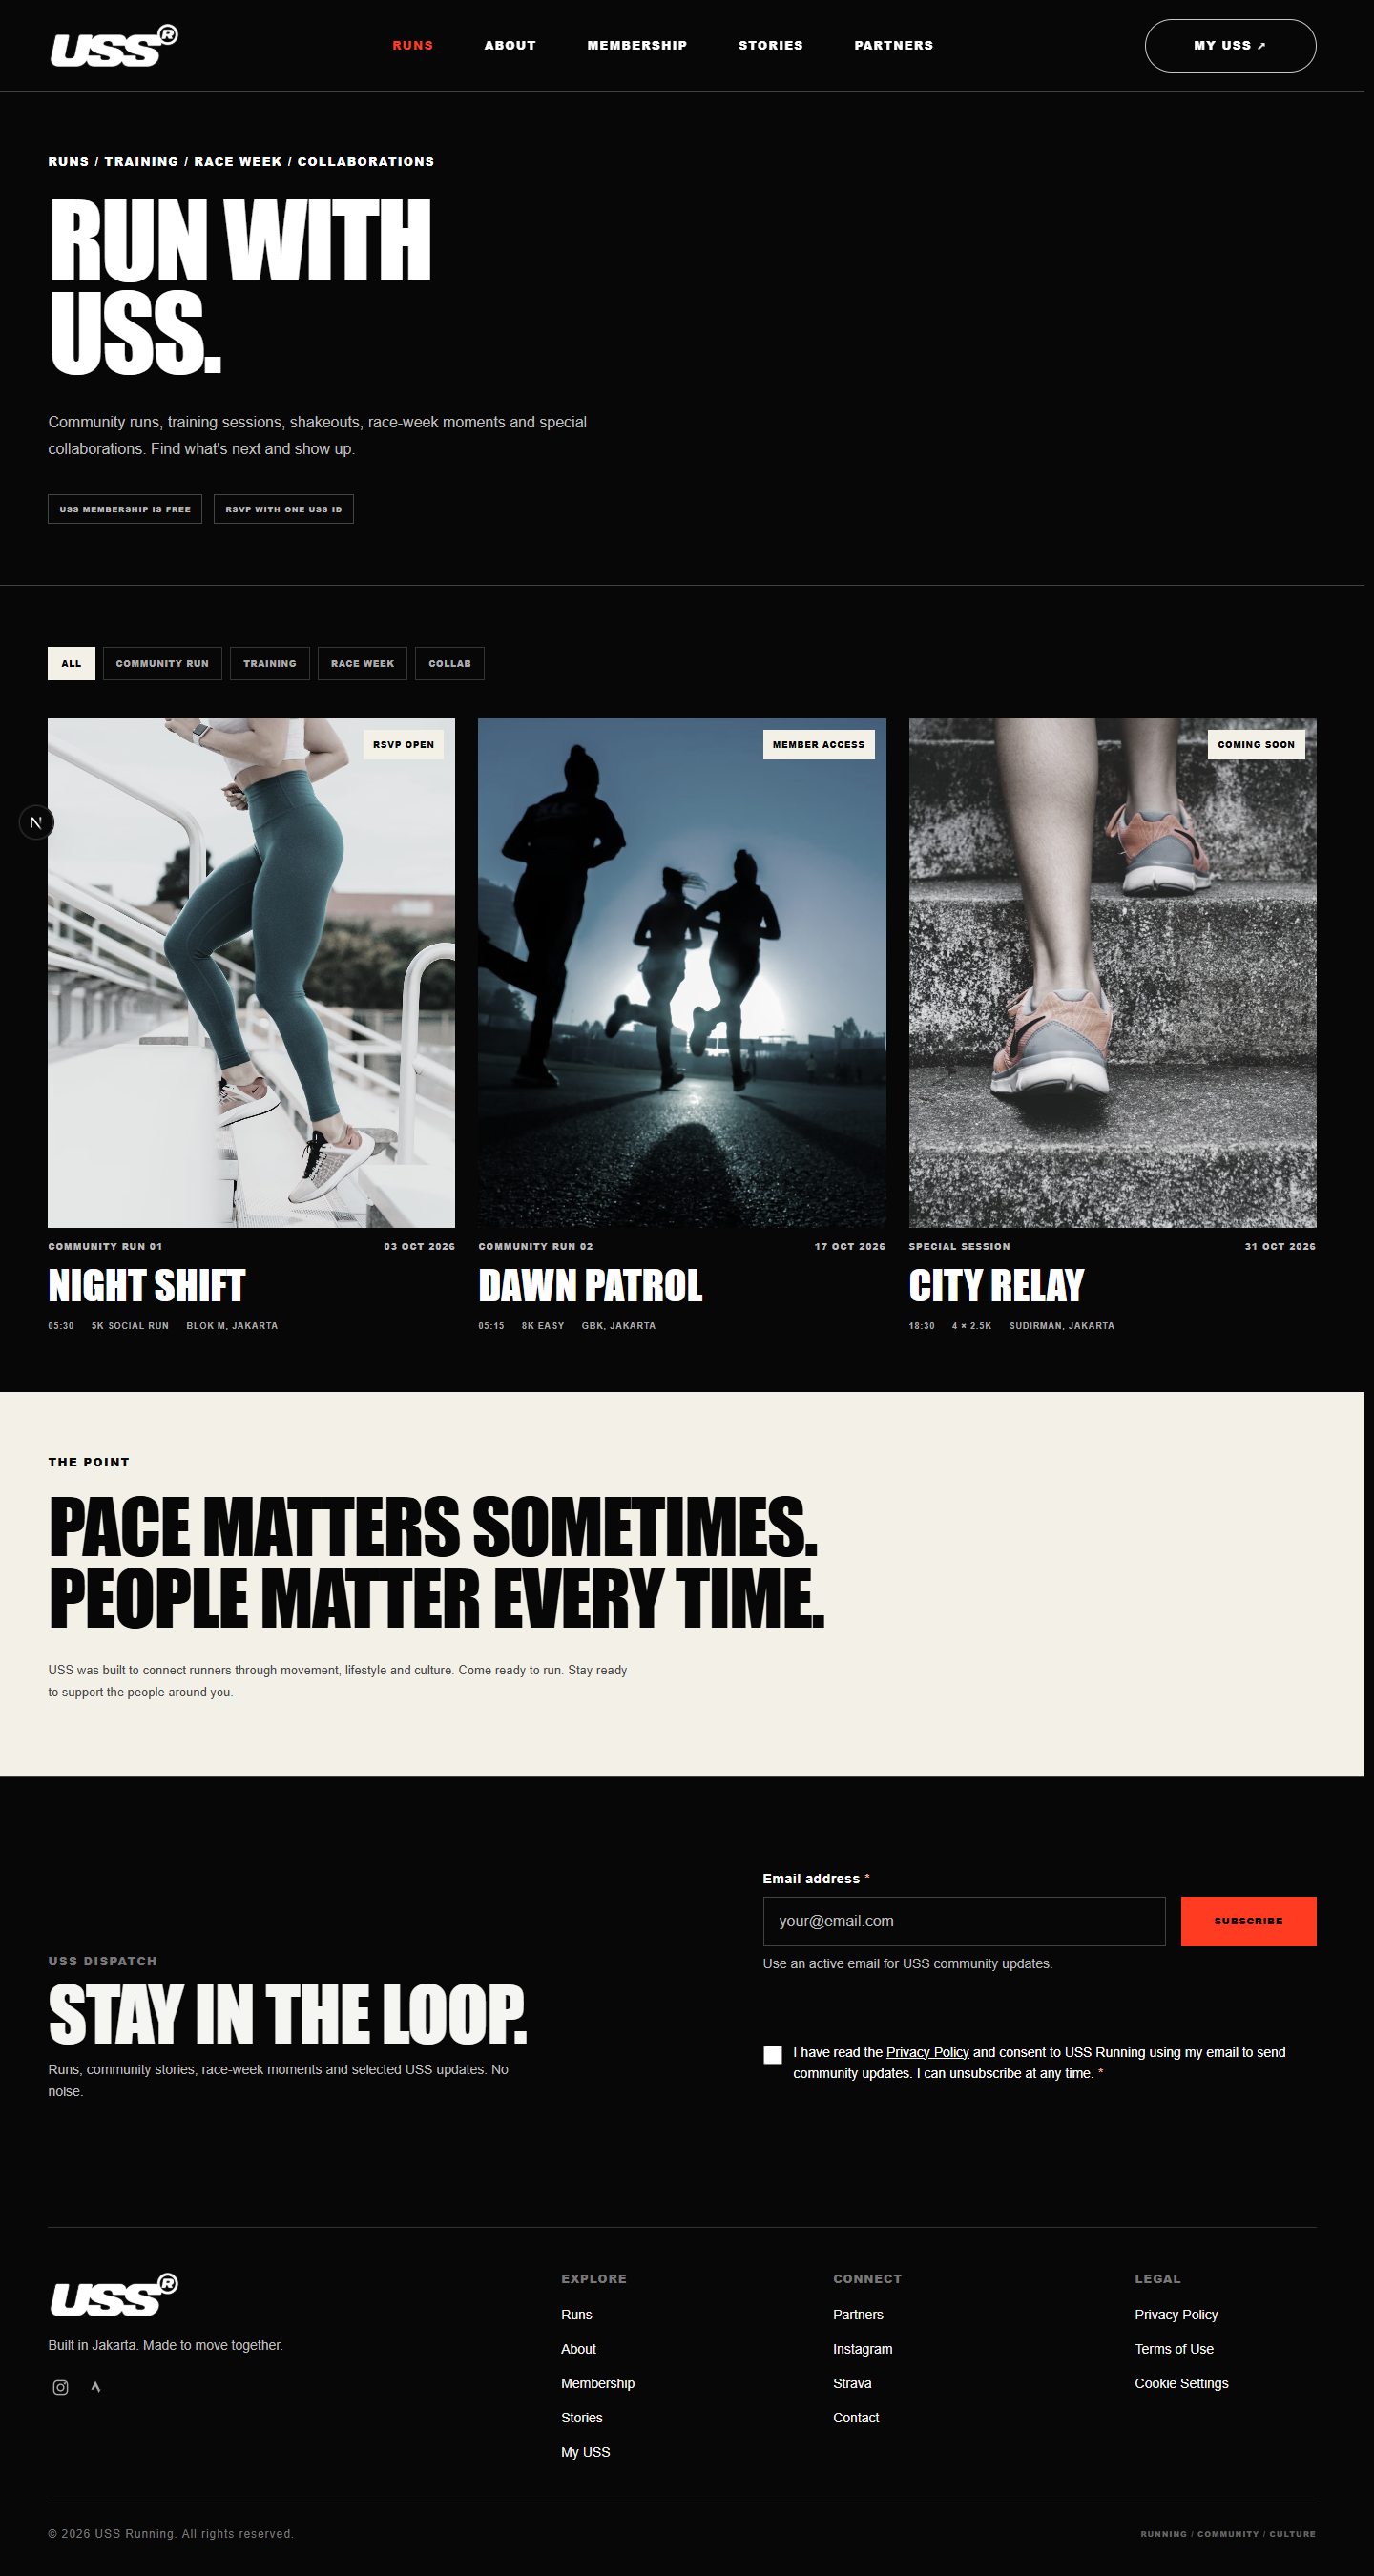 USS®
RUNS
ABOUT
MEMBERSHIP
STORIES
PARTNERS
MY USS ↗
RUNS / TRAINING / RACE WEEK / COLLABORATIONS
RUN WITH
USS.
Community runs, training sessions, shakeouts, race-week moments and special
collaborations. Find what's next and show up.
USS MEMBERSHIP IS FREE
RSVP WITH ONE USS ID
ALL
COMMUNITY RUN
TRAINING
RACE WEEK
COLLAB
RSVP OPEN
N
COMMUNITY RUN 01
03 OCT 2026
NIGHT SHIFT
05:30
5K SOCIAL RUN
BLOK M, JAKARTA
MEMBER ACCESS
KLC
COMMUNITY RUN 02
17 OCT 2026
DAWN PATROL
05:15
8K EASY
GBK, JAKARTA
COMING SOON
SPECIAL SESSION
31 OCT 2026
CITY RELAY
18:30
4 × 2.5K
SUDIRMAN, JAKARTA
THE POINT
PACE MATTERS SOMETIMES.
PEOPLE MATTER EVERY TIME.
USS was built to connect runners through movement, lifestyle and culture. Come ready to run. Stay ready
to support the people around you.
USS DISPATCH
STAY IN THE LOOP.
Runs, community stories, race-week moments and selected USS updates. No
noise.
Email address *
your@email.com
SUBSCRIBE
Use an active email for USS community updates.
I have read the Privacy Policy and consent to USS Running using my email to send
community updates. I can unsubscribe at any time. *
USS®
Built in Jakarta. Made to move together.
EXPLORE
Runs
About
Membership
Stories
My USS
CONNECT
Partners
Instagram
Strava
Contact
LEGAL
Privacy Policy
Terms of Use
Cookie Settings
© 2026 USS Running. All rights reserved.
RUNNING / COMMUNITY / CULTURE